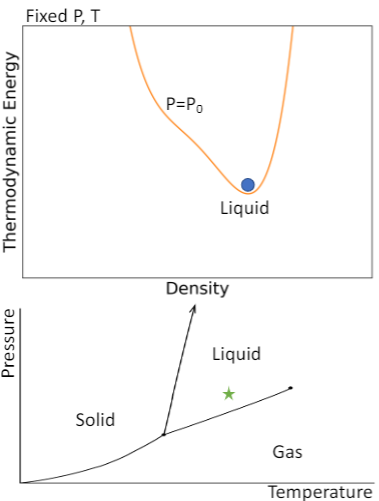 Fixed P, T
Thermodynamic Energy
P=P₀
Liquid
Density
Pressure
Liquid
Solid
Gas
Temperature